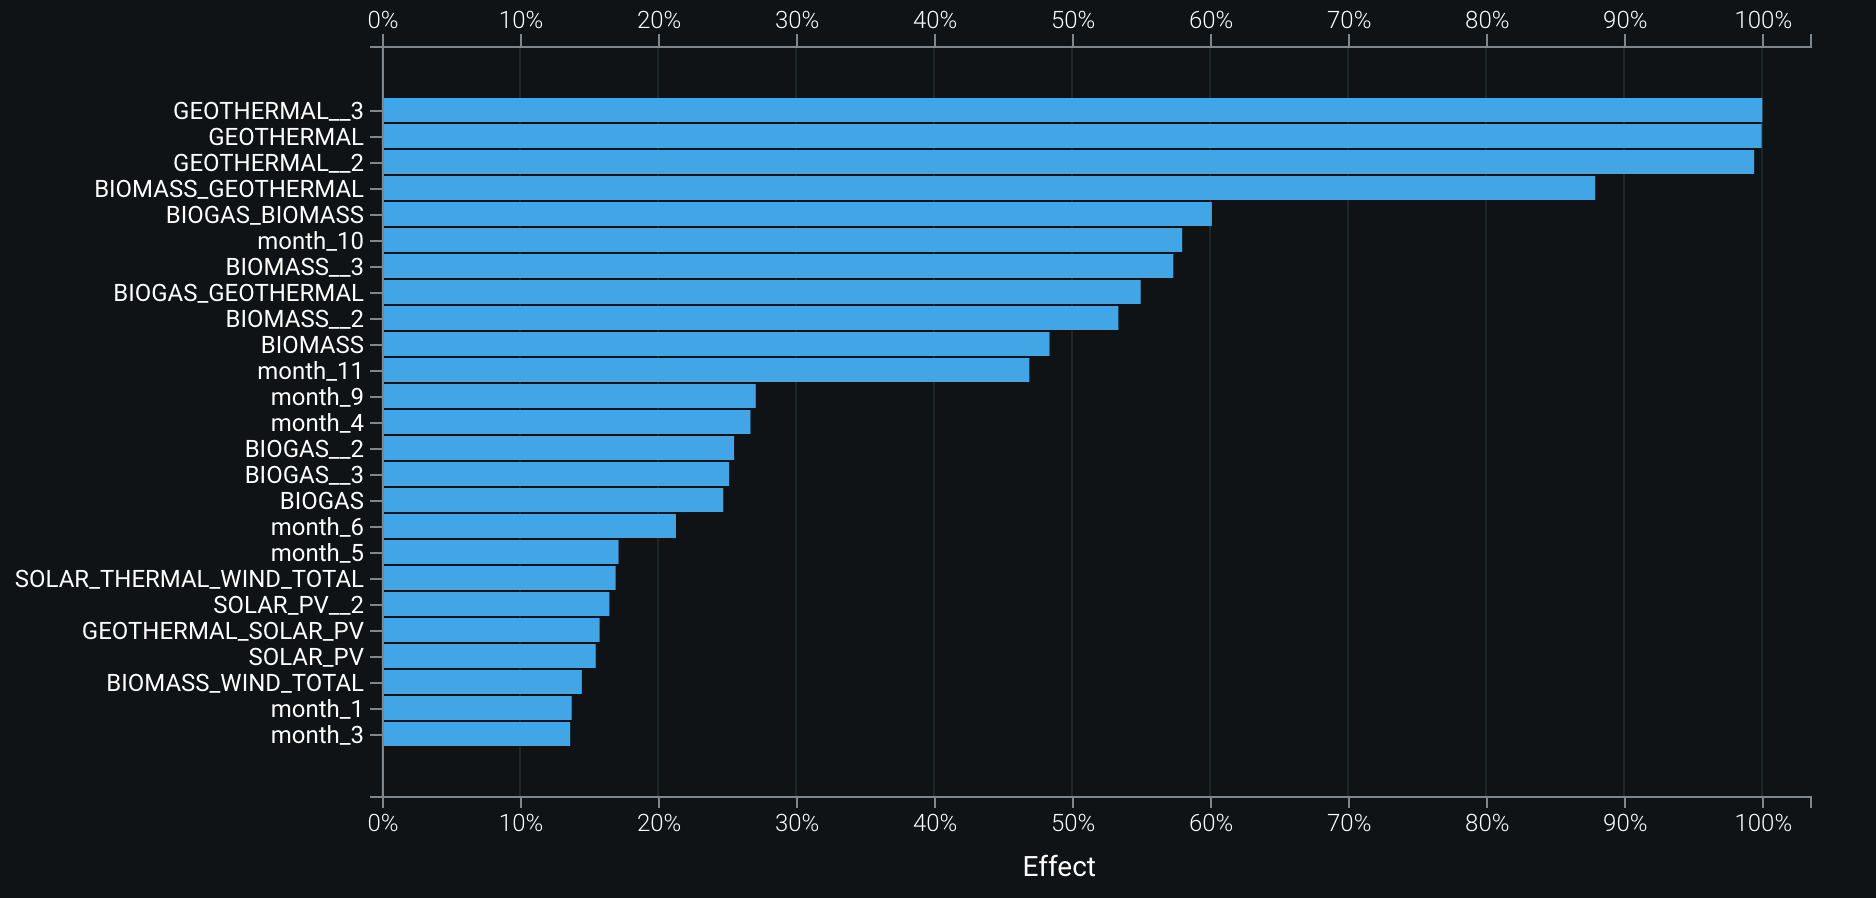 0% 10% 20% 30% 40% 50% 60% 70% 80% 90% 100%
GEOTHERMAL__3
GEOTHERMAL
GEOTHERMAL__2
BIOMASS_GEOTHERMAL
BIOGAS_BIOMASS
month_10
BIOMASS__3
BIOGAS_GEOTHERMAL
BIOMASS__2
BIOMASS
month_11
month_9
month_4
BIOGAS__2
BIOGAS__3
BIOGAS
month_6
month_5
SOLAR_THERMAL_WIND_TOTAL
SOLAR_PV__2
GEOTHERMAL_SOLAR_PV
SOLAR_PV
BIOMASS_WIND_TOTAL
month_1
month_3
0% 10% 20% 30% 40% 50% 60% 70% 80% 90% 100%
Effect